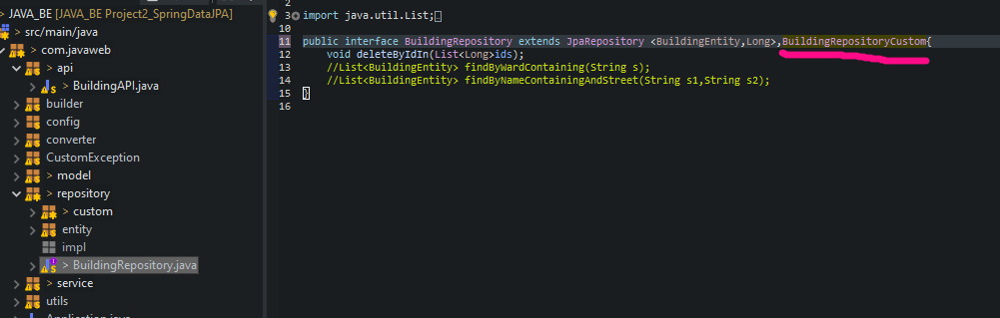 JAVA_BE [JAVA_BE Project2_SpringDataJPA]
> src/main/java
> com.javaweb
> api
> BuildingAPI.java
builder
config
converter
CustomException
> model
> repository
> custom
entity
impl
> BuildingRepository.java
> service
utils
2
3 import java.util.List;
10
11 public interface BuildingRepository extends JpaRepository <BuildingEntity,Long>,BuildingRepositoryCustom{
12 void deleteByIdIn(List<Long>ids);
13 //List<BuildingEntity> findByWardContaining(String s);
14 //List<BuildingEntity> findByNameContainingAndStreet(String s1,String s2);
15 }
16